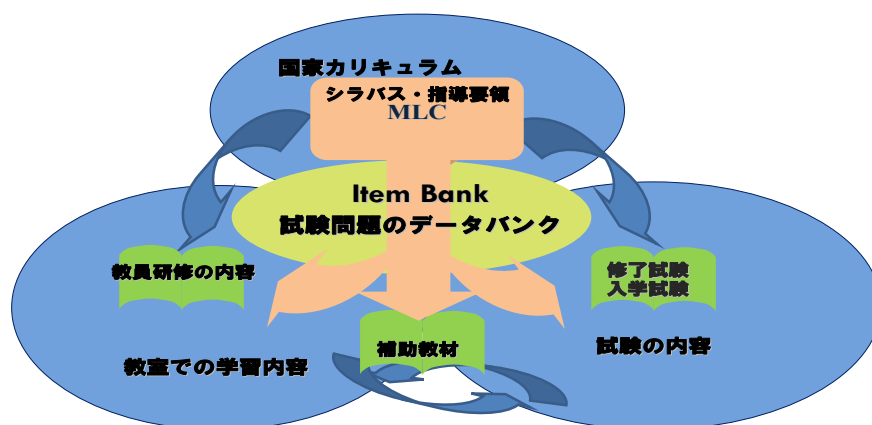 国家カリキュラム
シラバス・指導要領
MLC
Item Bank
試験問題のデータバンク
教員研修の内容
修了試験
入学試験
教室での学習内容
補助教材
試験の内容